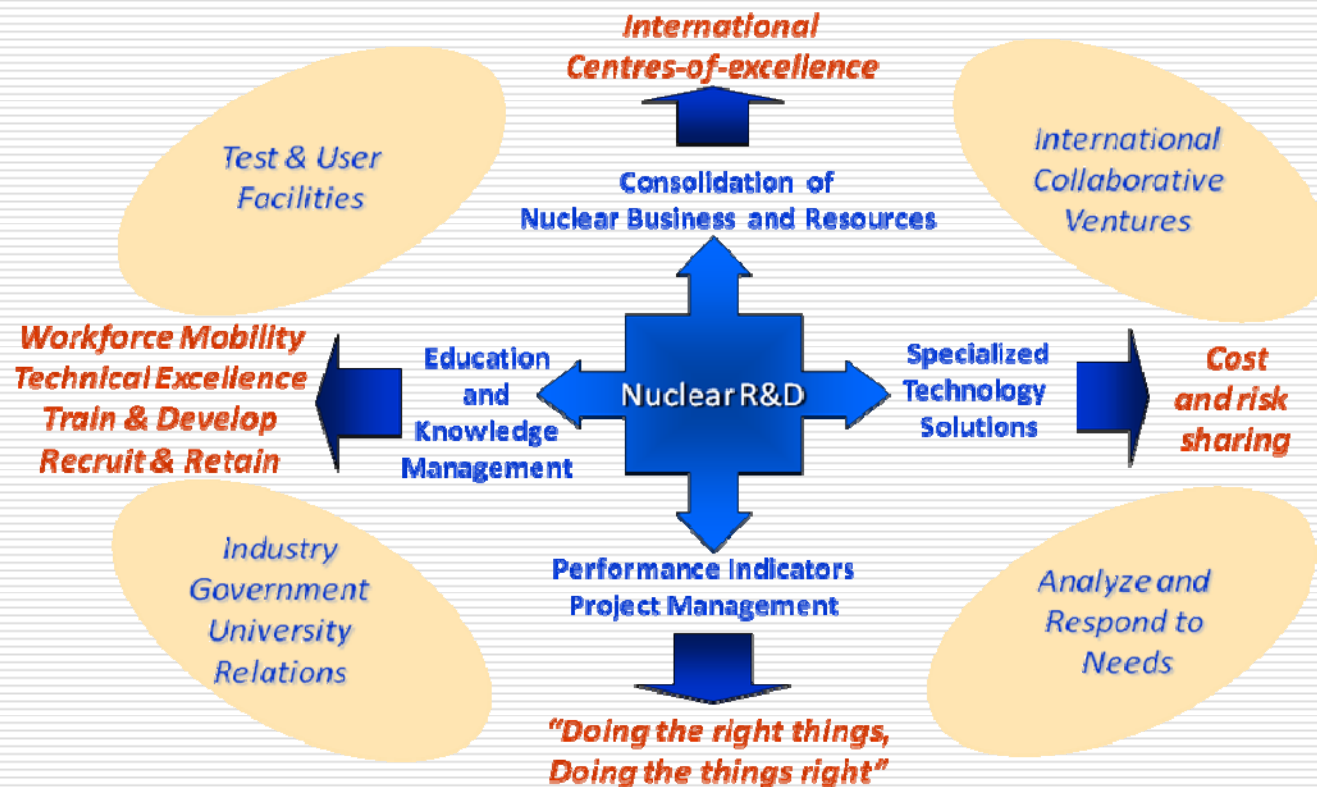 International
Centres-of-excellence
Test & User
Facilities
International
Collaborative
Ventures
Consolidation of
Nuclear Business and Resources
Workforce Mobility
Technical Excellence
Train & Develop
Recruit & Retain
Education
and
Knowledge
Management
Nuclear R&D
Specialized
Technology
Solutions
Cost
and risk
sharing
Industry
Government
University
Relations
Performance Indicators
Project Management
Analyze and
Respond to
Needs
“Doing the right things,
Doing the things right”